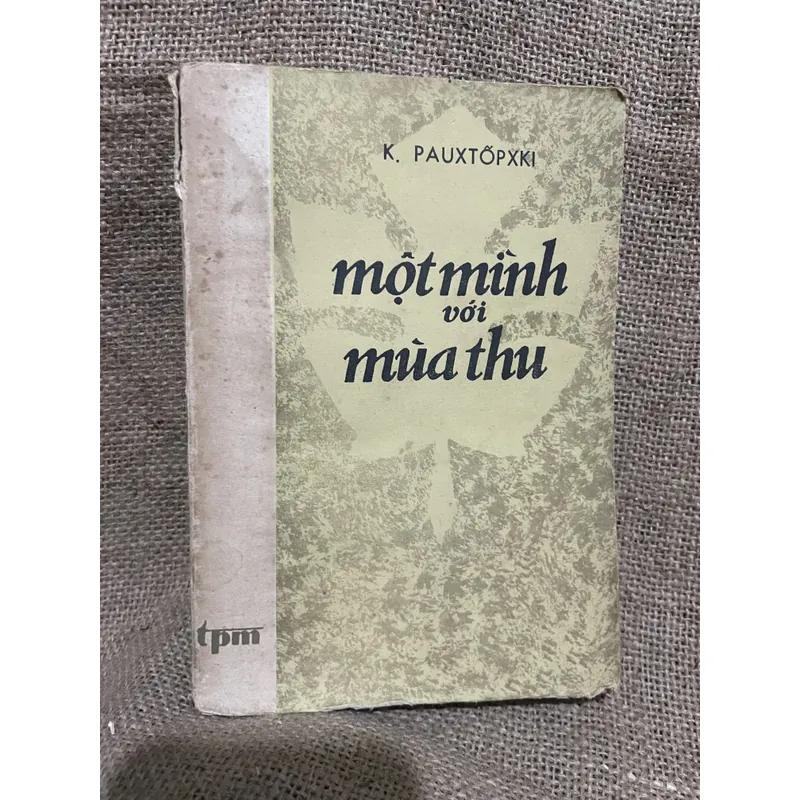 K. PAUXTỐPXKI
một mình
với
mùa thu
tpm